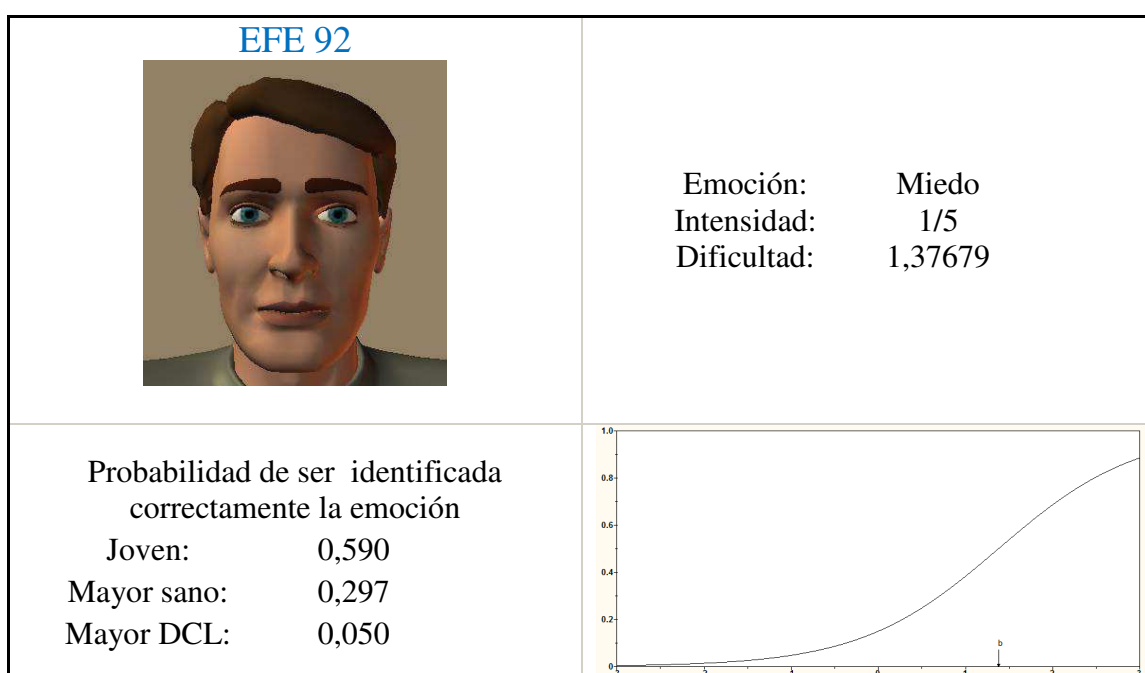 EFE 92
Emoción: Miedo
Intensidad: 1/5
Dificultad: 1,37679
Probabilidad de ser identificada
correctamente la emoción
Joven: 0,590
Mayor sano: 0,297
Mayor DCL: 0,050
1.0
0.8
0.6
0.4
0.2
0
b